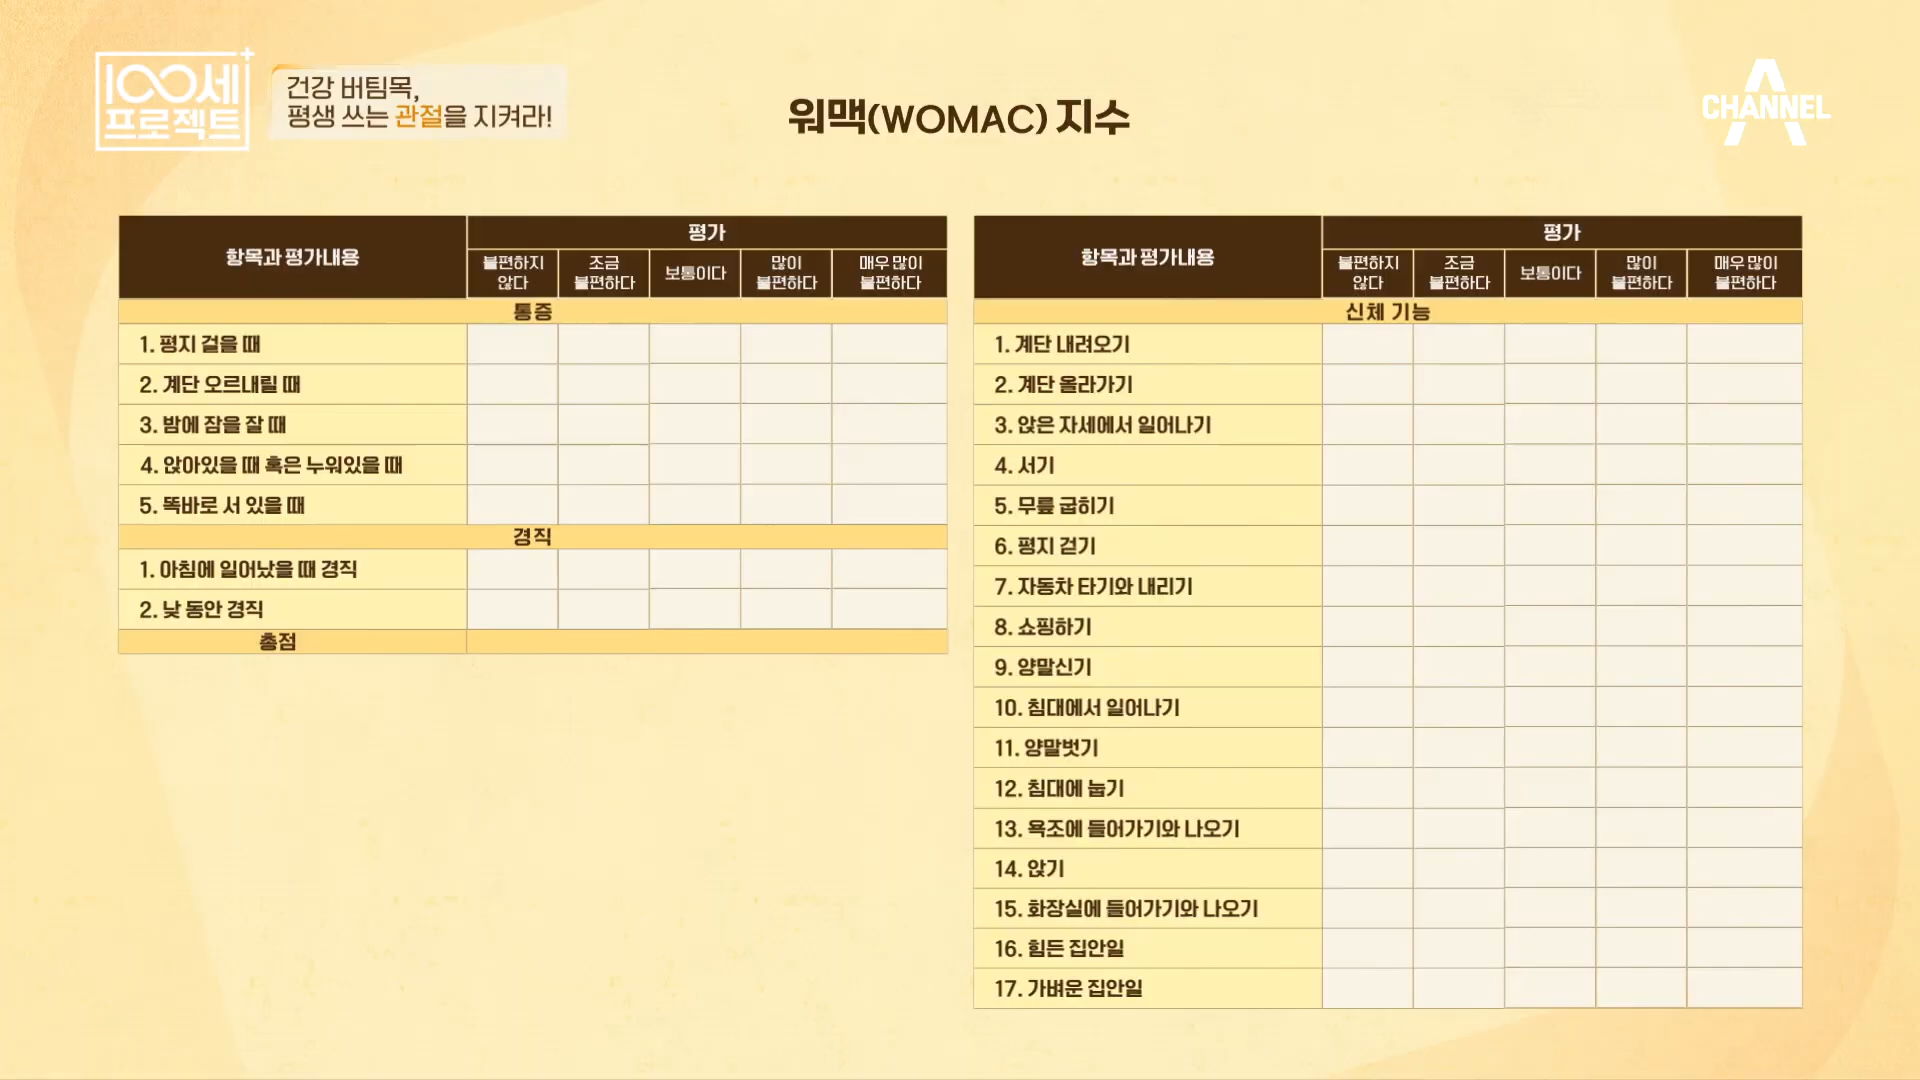 100세+
프로젝트
건강 버팀목,
평생 쓰는 관절을 지켜라!
워맥(WOMAC) 지수
CHANNEL A
항목과 평가내용
평가
불편하지
않다
조금
불편하다
보통이다
많이
불편하다
매우 많이
불편하다
통증
1. 평지 걸을 때
2. 계단 오르내릴 때
3. 밤에 잠을 잘 때
4. 앉아있을 때 혹은 누워있을 때
5. 똑바로 서 있을 때
경직
1. 아침에 일어났을 때 경직
2. 낮 동안 경직
총점
항목과 평가내용
평가
불편하지
않다
조금
불편하다
보통이다
많이
불편하다
매우 많이
불편하다
신체 기능
1. 계단 내려오기
2. 계단 올라가기
3. 앉은 자세에서 일어나기
4. 서기
5. 무릎 굽히기
6. 평지 걷기
7. 자동차 타기와 내리기
8. 쇼핑하기
9. 양말신기
10. 침대에서 일어나기
11. 양말벗기
12. 침대에 눕기
13. 욕조에 들어가기와 나오기
14. 앉기
15. 화장실에 들어가기와 나오기
16. 힘든 집안일
17. 가벼운 집안일